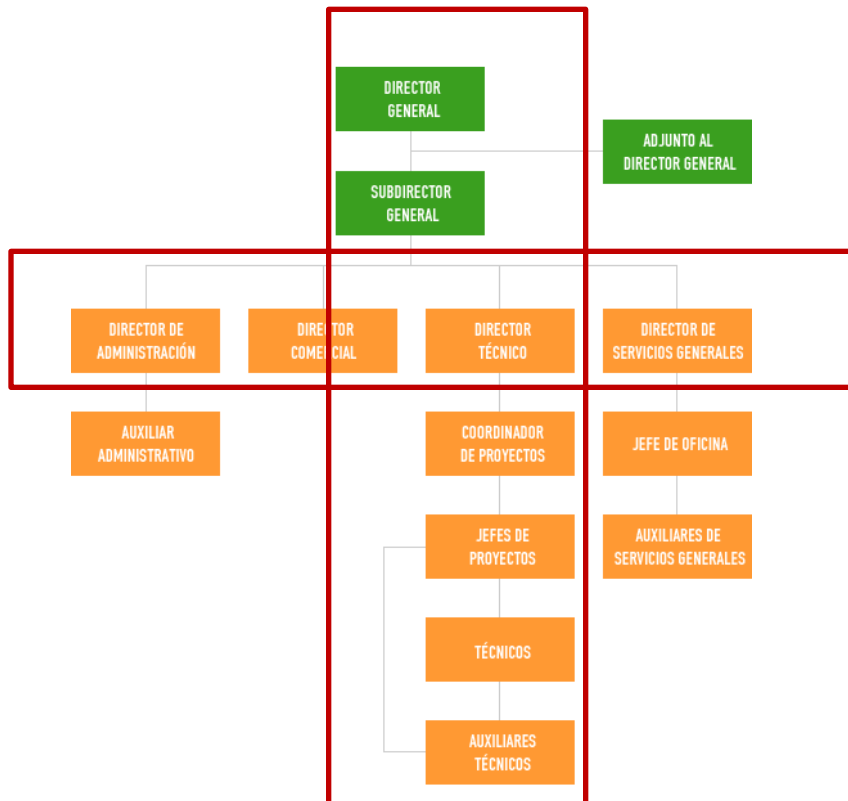 DIRECTOR
GENERAL
ADJUNTO AL
DIRECTOR GENERAL
SUBDIRECTOR
GENERAL
DIRECTOR DE
ADMINISTRACIÓN
DIRECTOR
COMERCIAL
DIRECTOR
TÉCNICO
DIRECTOR DE
SERVICIOS GENERALES
AUXILIAR
ADMINISTRATIVO
COORDINADOR
DE PROYECTOS
JEFE DE OFICINA
JEFES DE
PROYECTOS
AUXILIARES DE
SERVICIOS GENERALES
TÉCNICOS
AUXILIARES
TÉCNICOS